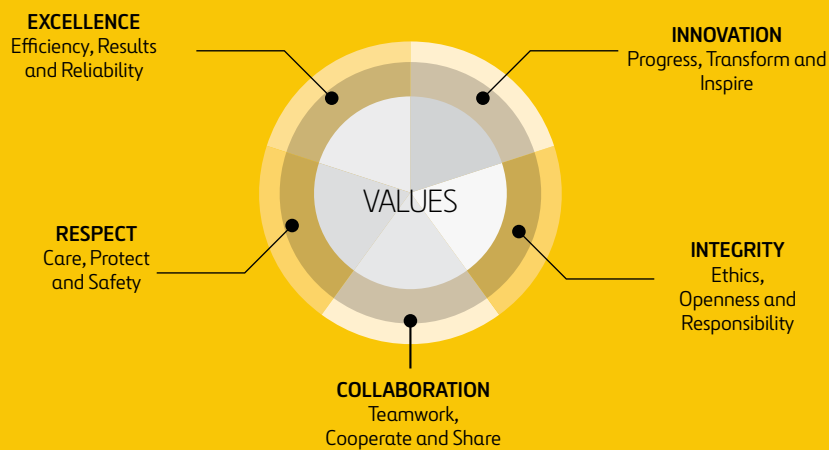 EXCELLENCE
Efficiency, Results
and Reliability
INNOVATION
Progress, Transform and
Inspire
VALUES
RESPECT
Care, Protect
and Safety
INTEGRITY
Ethics,
Openness and
Responsibility
COLLABORATION
Teamwork,
Cooperate and Share